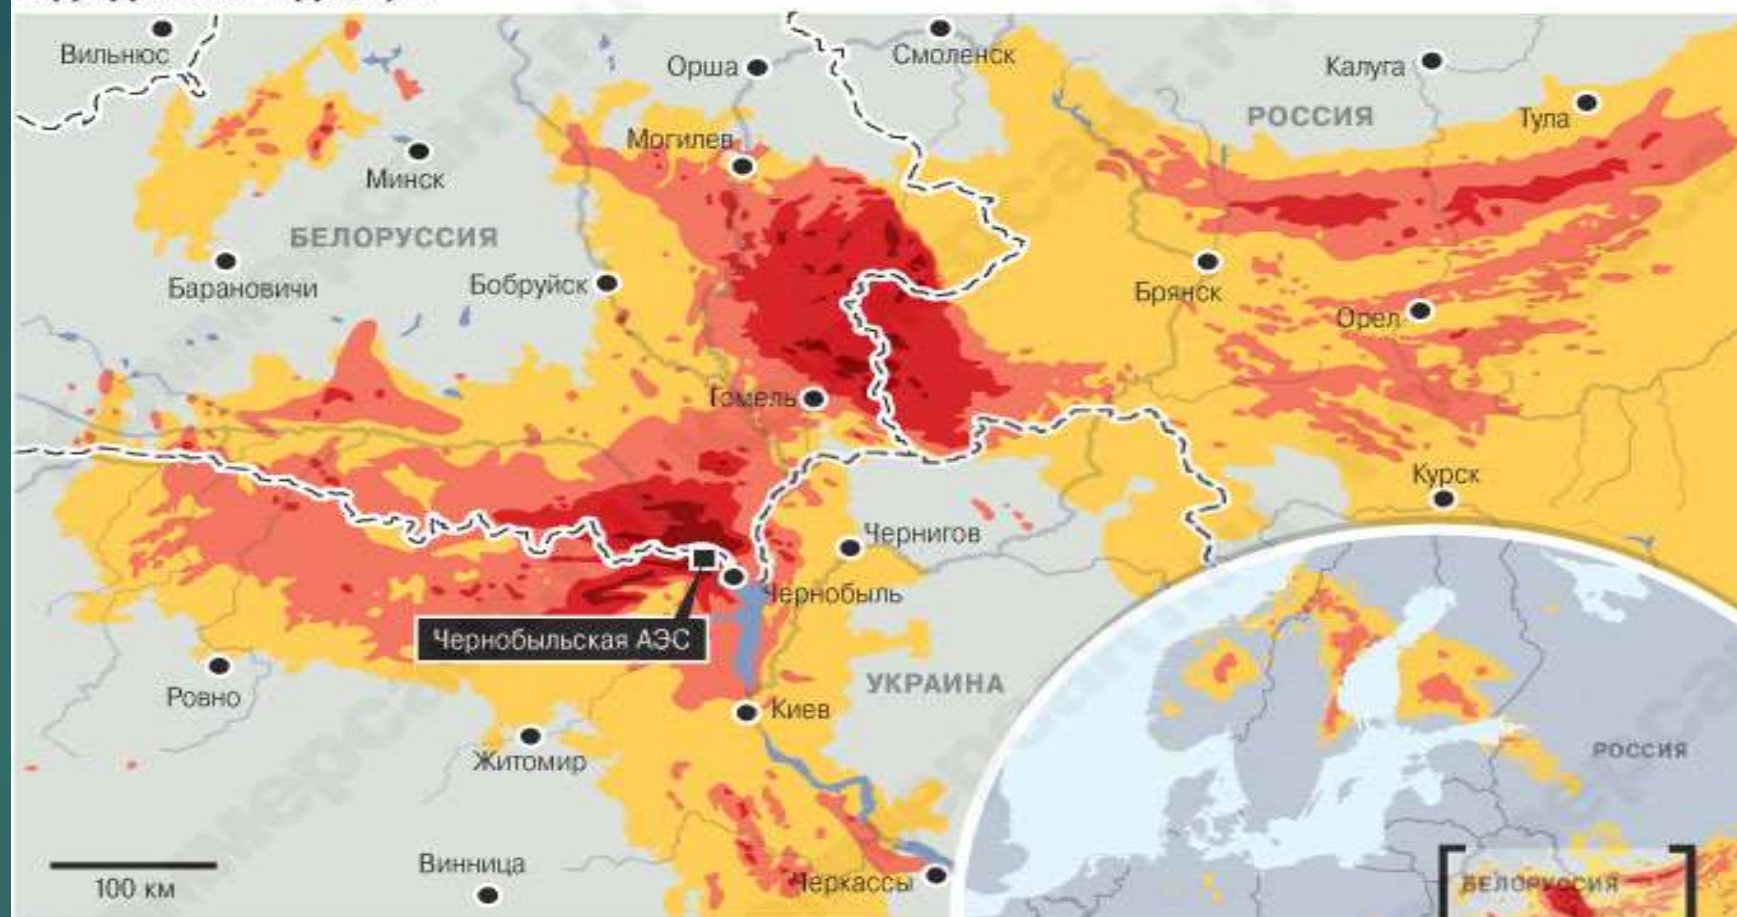 Вильнюс
Орша
Смоленск
Калуга
РОССИЯ
Тула
Могилев
Минск
БЕЛОРУССИЯ
Барановичи
Бобруйск
Брянск
Орел
Гомель
Курск
Чернигов
Чернобыль
Чернобыльская АЭС
УКРАИНА
Ровно
Киев
Житомир
РОССИЯ
Винница
Черкассы
100 км
БЕЛОРУССИЯ